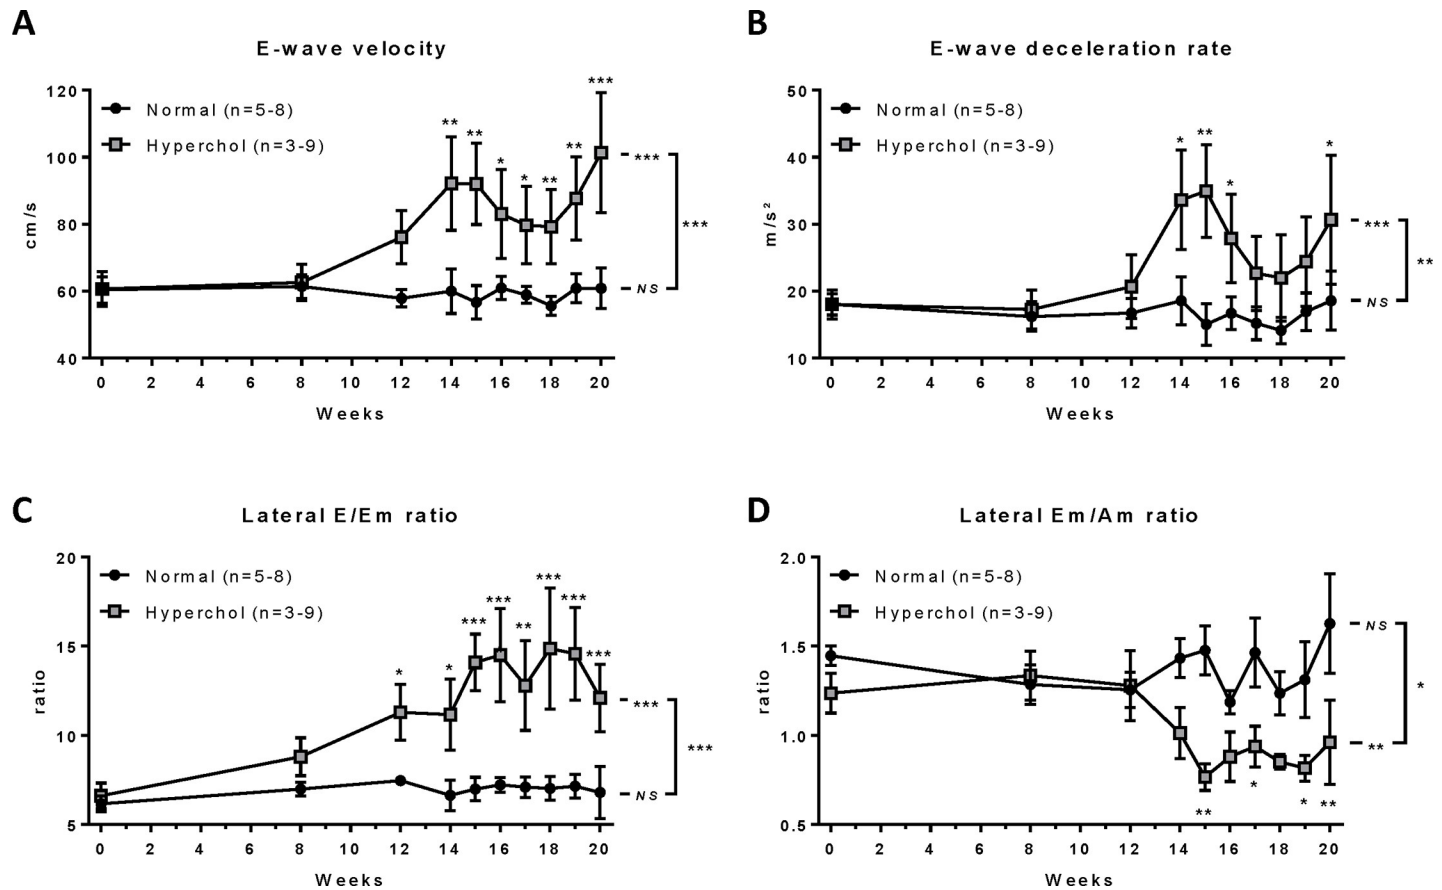 A
E-wave velocity
120
100
80
60
40
cm/s
Normal (n=5-8)
Hyperchol (n=3-9)
** ** * * ** ** ***
***
***
NS
0 2 4 6 8 10 12 14 16 18 20
Weeks
B
E-wave deceleration rate
50
40
30
20
10
m/s²
Normal (n=5-8)
Hyperchol (n=3-9)
* ** * *
***
**
NS
0 2 4 6 8 10 12 14 16 18 20
Weeks
C
Lateral E/Em ratio
20
15
10
5
ratio
Normal (n=5-8)
Hyperchol (n=3-9)
* * *** *** ** *** *** ***
***
***
NS
0 2 4 6 8 10 12 14 16 18 20
Weeks
D
Lateral Em/Am ratio
2.0
1.5
1.0
0.5
ratio
Normal (n=5-8)
Hyperchol (n=3-9)
NS
*
**
** * * **
0 2 4 6 8 10 12 14 16 18 20
Weeks